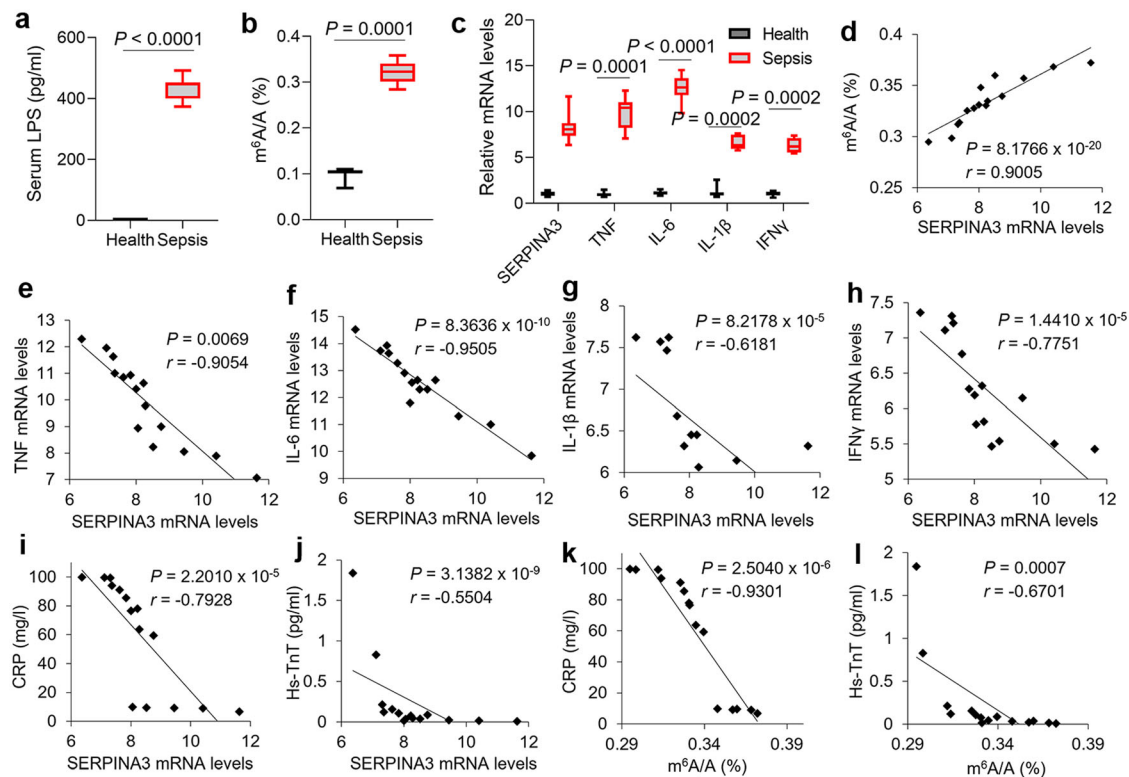 a
Serum LPS (pg/ml)
600
400
200
0
P < 0.0001
Health Sepsis
b
m⁶A/A (%)
0.4
0.3
0.2
0.1
0.0
P = 0.0001
Health Sepsis
c
Relative mRNA levels
20
15
10
5
0
Health
Sepsis
P < 0.0001
P = 0.0001
P = 0.0002
P = 0.0002
SERPINA3
TNF
IL-6
IL-1β
IFNγ
d
m⁶A/A (%)
0.4
0.35
0.3
0.25
P = 8.1766 x 10⁻²⁰
r = 0.9005
6 8 10 12
SERPINA3 mRNA levels
e
TNF mRNA levels
13
12
11
10
9
8
7
P = 0.0069
r = -0.9054
6 8 10 12
SERPINA3 mRNA levels
f
IL-6 mRNA levels
15
14
13
12
11
10
9
P = 8.3636 x 10⁻¹⁰
r = -0.9505
6 8 10 12
SERPINA3 mRNA levels
g
IL-1β mRNA levels
8
7.5
7
6.5
6
P = 8.2178 x 10⁻⁵
r = -0.6181
6 8 10 12
SERPINA3 mRNA levels
h
IFNγ mRNA levels
7.5
7
6.5
6
5.5
5
P = 1.4410 x 10⁻⁵
r = -0.7751
6 8 10 12
SERPINA3 mRNA levels
i
CRP (mg/l)
100
80
60
40
20
0
P = 2.2010 x 10⁻⁵
r = -0.7928
6 8 10 12
SERPINA3 mRNA levels
j
Hs-TnT (pg/ml)
2
1.5
1
0.5
0
P = 3.1382 x 10⁻⁹
r = -0.5504
6 8 10 12
SERPINA3 mRNA levels
k
CRP (mg/l)
100
80
60
40
20
0
P = 2.5040 x 10⁻⁶
r = -0.9301
0.29 0.34 0.39
m⁶A/A (%)
l
Hs-TnT (pg/ml)
2
1.5
1
0.5
0
P = 0.0007
r = -0.6701
0.29 0.34 0.39
m⁶A/A (%)